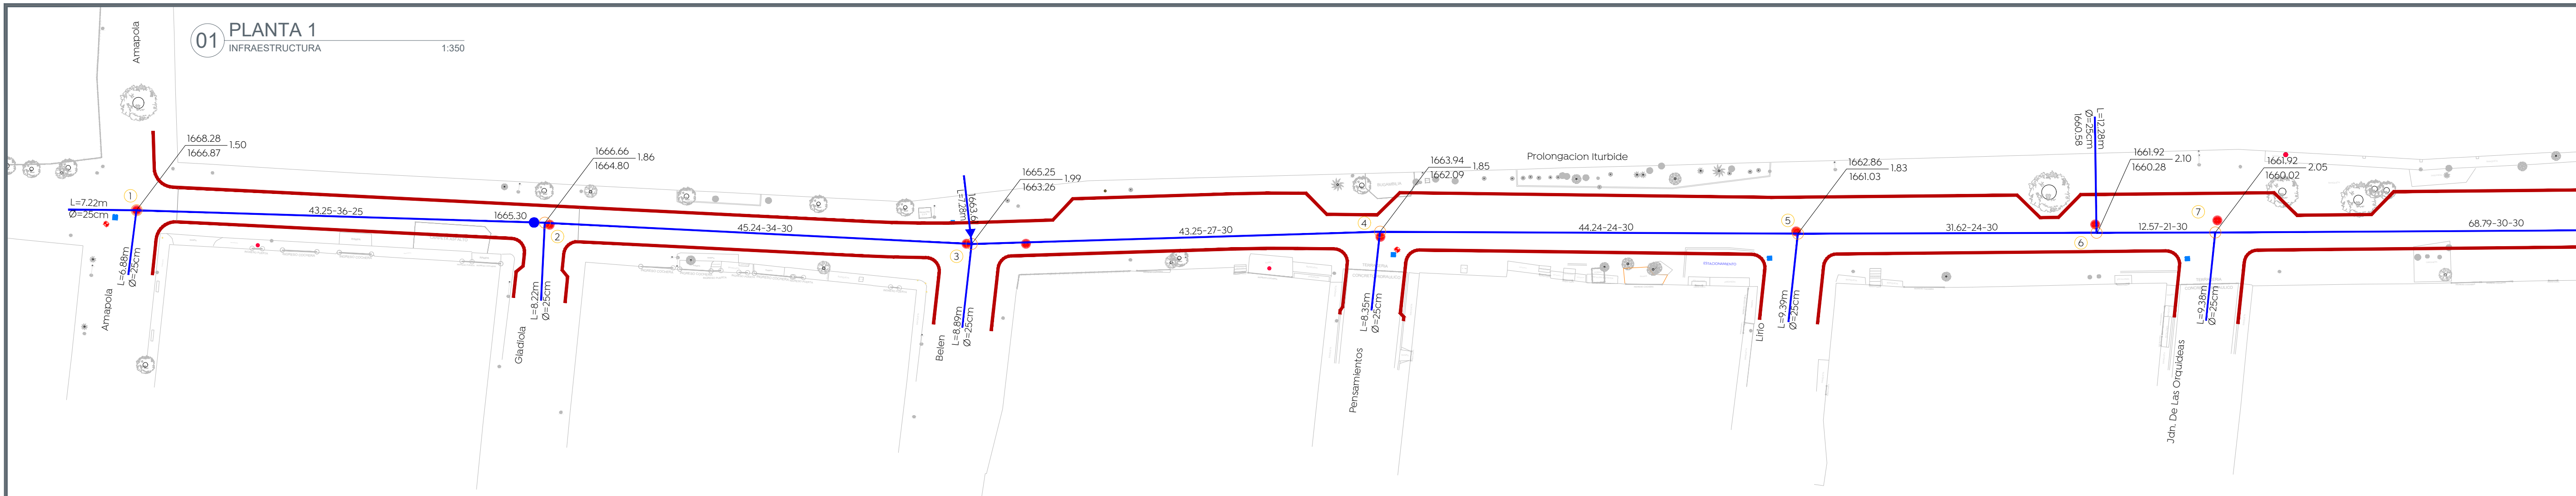 01
PLANTA 1
INFRAESTRUCTURA
1:350
Amapola
1668.28
1666.87
1.50
1
L=7.22m
Ø=25cm
L=6.88m
Ø=25cm
Amapola
43.25-36-25
1665.30
1666.66
1664.80
1.86
2
L=8.22m
Ø=25cm
Gladiola
45.24-34-30
L=7.28m
1665.25
1663.26
1.99
3
L=8.89m
Ø=25cm
Belen
43.25-27-30
1663.94
1662.09
1.85
4
L=8.35m
Ø=25cm
Pensamientos
Prolongacion Iturbide
44.24-24-30
1662.86
1661.03
1.83
5
L=9.39m
Ø=25cm
Lirio
31.62-24-30
L=12.28m
Ø=25cm
1660.58
1661.92
1660.28
2.10
6
12.57-21-30
1661.92
1660.02
2.05
7
L=9.38m
Ø=25cm
Jdn. De Las Orquideas
68.79-30-30